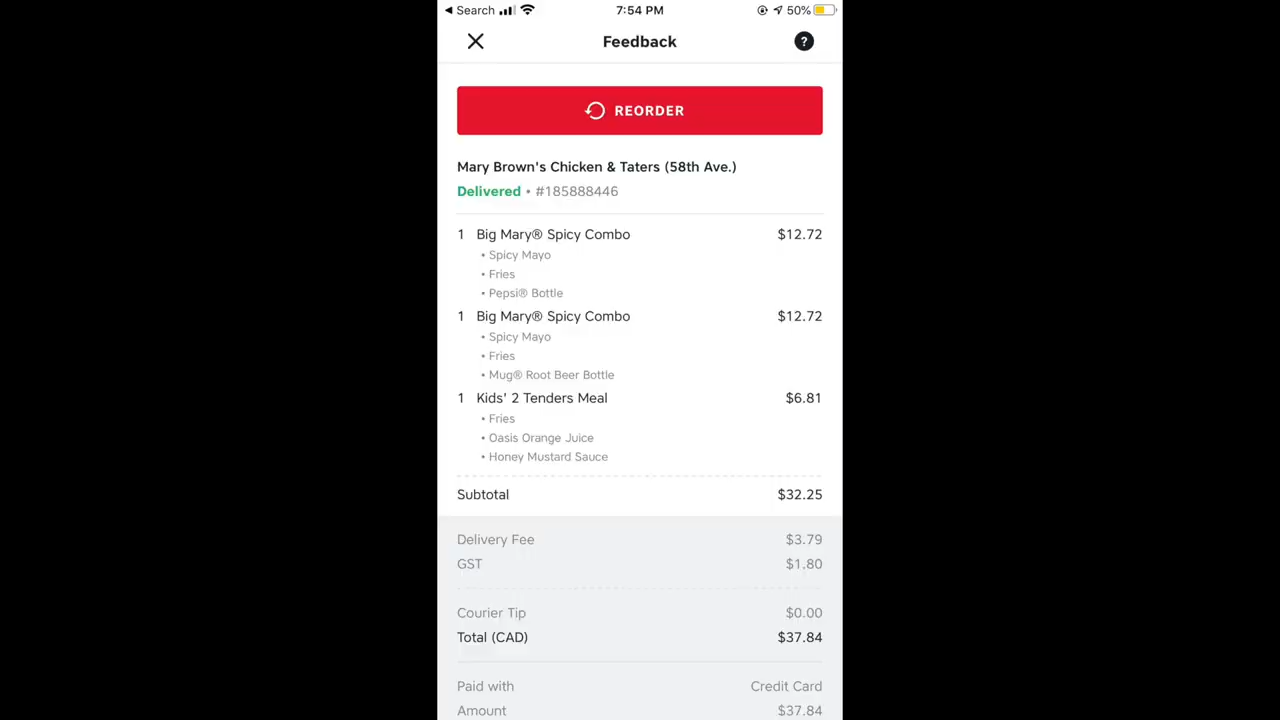 Search 7:54 PM 50%
Feedback ?
REORDER
Mary Brown's Chicken & Taters (58th Ave.)
Delivered • #185888446
1 Big Mary® Spicy Combo $12.72
• Spicy Mayo
• Fries
• Pepsi® Bottle
1 Big Mary® Spicy Combo $12.72
• Spicy Mayo
• Fries
• Mug® Root Beer Bottle
1 Kids' 2 Tenders Meal $6.81
• Fries
• Oasis Orange Juice
• Honey Mustard Sauce
Subtotal $32.25
Delivery Fee $3.79
GST $1.80
Courier Tip $0.00
Total (CAD) $37.84
Paid with Credit Card
Amount $37.84